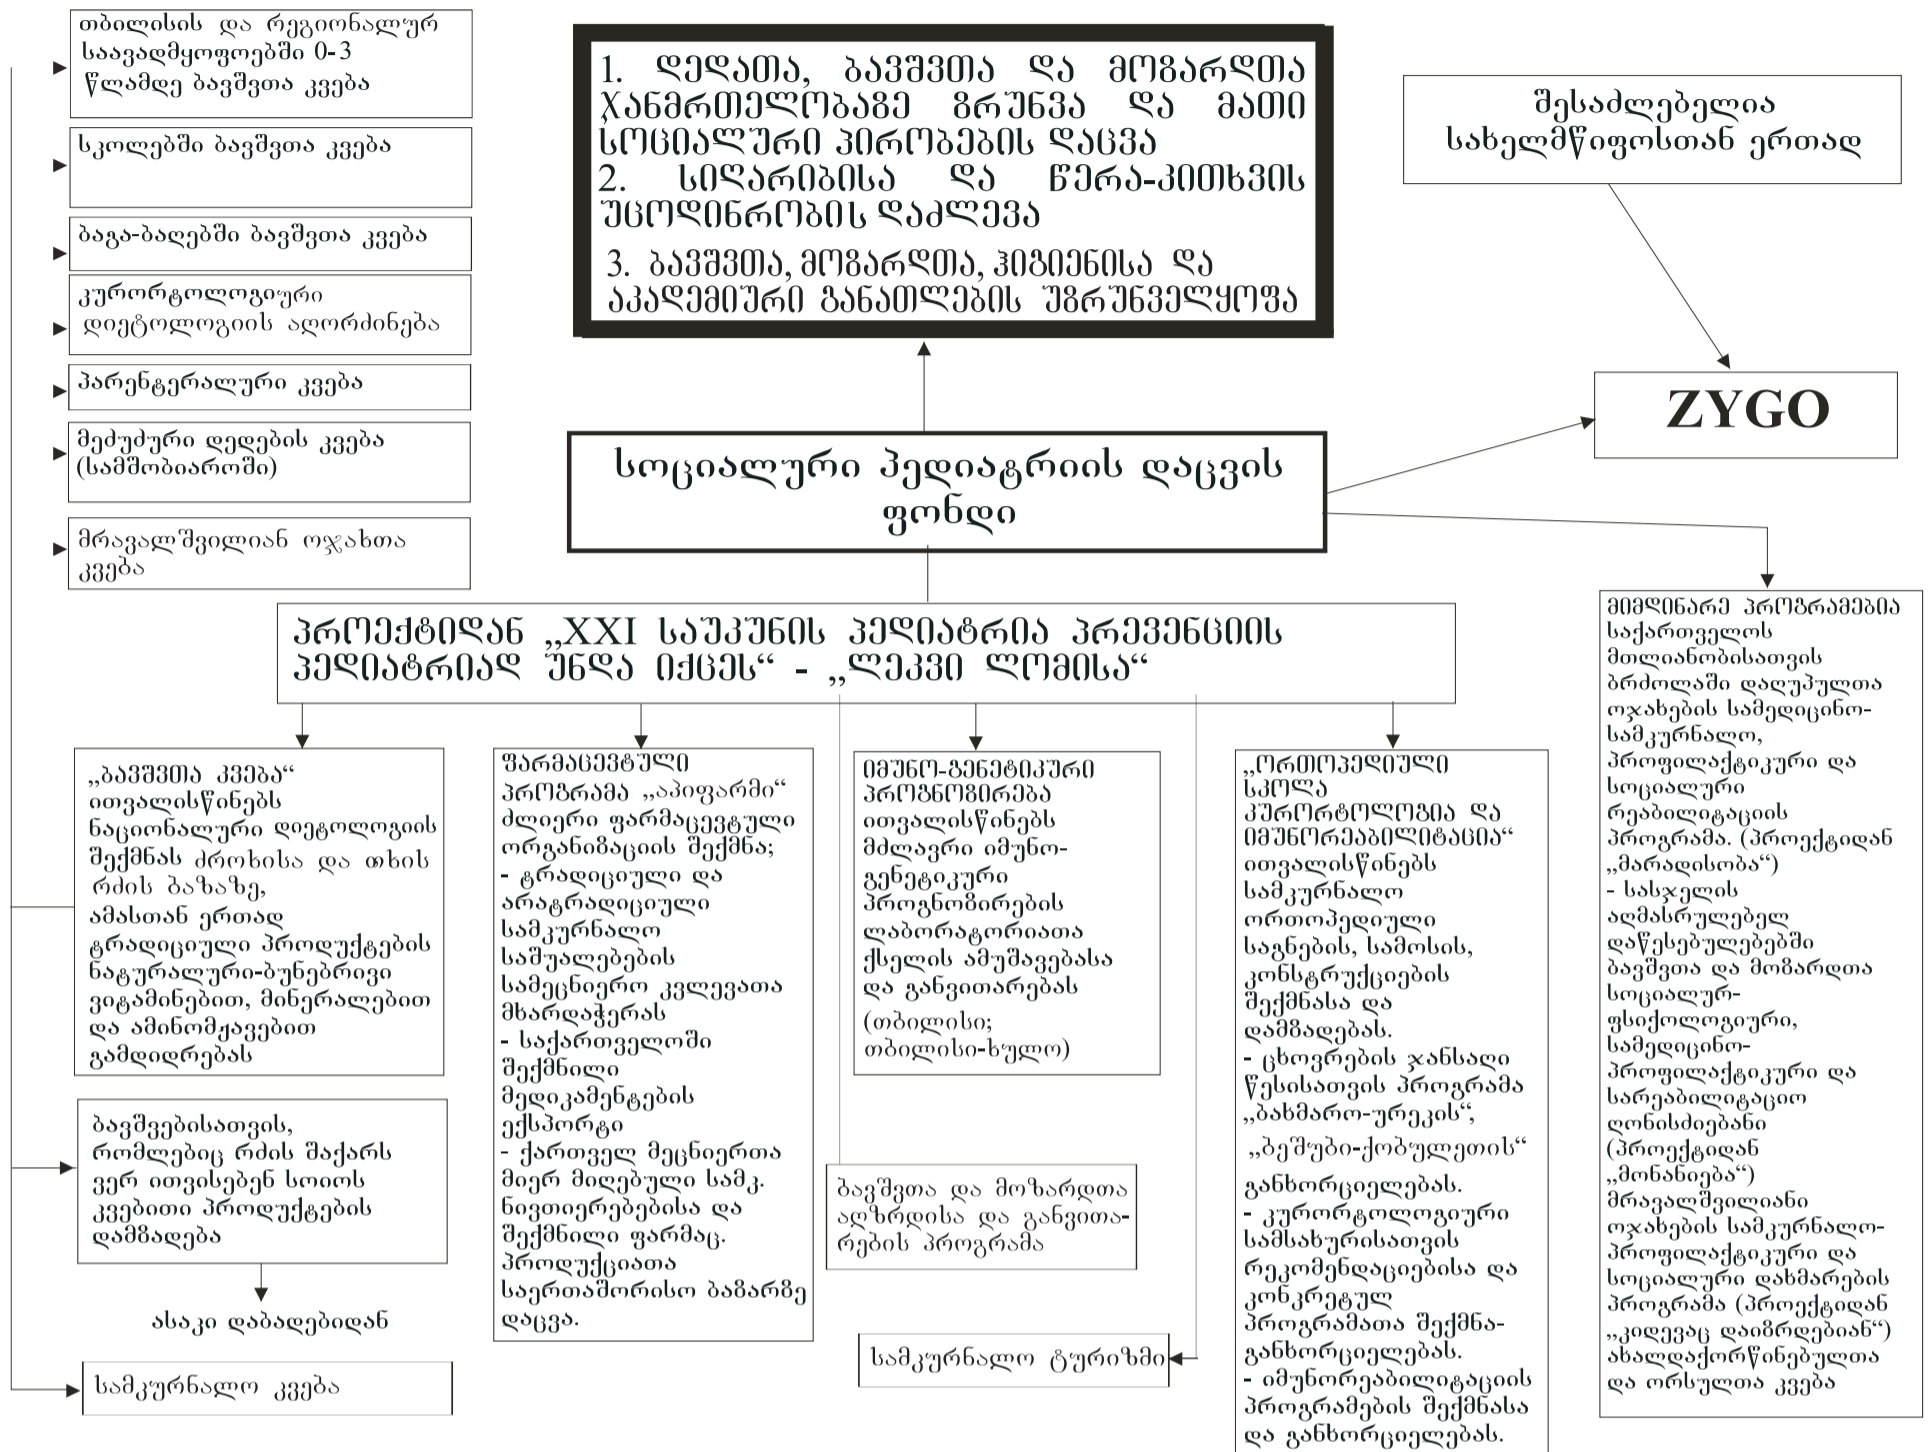 თბილისის და რეგიონალურ
საავადმყოფოებში 0-3
წლამდე ბავშვთა კვება
სკოლებში ბავშვთა კვება
ბაგა-ბაღებში ბავშვთა კვება
კურორტოლოგიური
დიეტოლოგიის აღორძინება
პარენტერალური კვება
მეძუძური დედების კვება
(სამშობიაროში)
მრავალშვილიან ოჯახთა
კვება
1. დედათა, ბავშვთა და მოზარდთა
ჯანმრთელობაზე ზრუნვა და მათი
სოციალური პირობების დაცვა
2. სიღარიბისა და წერა-კითხვის
უცოდინრობის დაძლევა
3. ბავშვთა, მოზარდთა, ჰიგიენისა და
აკადემიური განათლების უზრუნველყოფა
შესაძლებელია
სახელმწიფოსთან ერთად
ZYGO
სოციალური პედიატრიის დაცვის
ფონდი
პროექტიდან „XXI საუკუნის პედიატრია პრევენციის
პედიატრიად უნდა იქცეს“ - „ლეკვი ლომისა“
„ბავშვთა კვება“
ითვალისწინებს
ნაციონალური დიეტოლოგიის
შექმნას ძროხისა და თხის
რძის ბაზაზე,
ამასთან ერთად
ტრადიციული პროდუქტების
ნატურალური-ბუნებრივი
ვიტამინებით, მინერალებით
და ამინომჟავებით
გამდიდრებას
ბავშვებისათვის,
რომლებიც რძის შაქარს
ვერ ითვისებენ სოიოს
კვებითი პროდუქტების
დამზადება
ასაკი დაბადებიდან
სამკურნალო კვება
ფარმაცევტული
პროგრამა „აპიფარმი“
ძლიერი ფარმაცევტული
ორგანიზაციის შექმნა;
- ტრადიციული და
არატრადიციული
სამკურნალო
საშუალებების
სამეცნიერო კვლევათა
მხარდაჭერას
- საქართველოში
შექმნილი
მედიკამენტების
ექსპორტი
- ქართველ მეცნიერთა
მიერ მიღებული სამკ.
ნივთიერებებისა და
შექმნილი ფარმაც.
პროდუქციათა
საერთაშორისო ბაზარზე
დაცვა.
იმუნო-გენეტიკური
პროგნოზირება
ითვალისწინებს
მძლავრი იმუნო-
გენეტიკური
პროგნოზირების
ლაბორატორიათა
ქსელის ამუშავებასა
და განვითარებას
(თბილისი;
თბილისი-ხულო)
ბავშვთა და მოზარდთა
აღზრდისა და განვითა-
რების პროგრამა
სამკურნალო ტურიზმი
„ორთოპედიული
სკოლა
კურორტოლოგია და
იმუნორეაბილიტაცია“
ითვალისწინებს
სამკურნალო
ორთოპედიული
საგნების, სამოსის,
კონსტრუქციების
შექმნასა და
დამზადებას.
- ცხოვრების ჯანსაღი
წესისათვის პროგრამა
„ბახმარო-ურეკის“,
„ბეშუბი-ქობულეთის“
განხორციელებას.
- კურორტოლოგიური
სამსახურისათვის
რეკომენდაციებისა და
კონკრეტულ
პროგრამათა შექმნა-
განხორციელებას.
- იმუნორეაბილიტაციის
პროგრამების შექმნასა
და განხორციელებას.
მიმდინარე პროგრამებია
საქართველოს
მთლიანობისათვის
ბრძოლაში დაღუპულთა
ოჯახების სამედიცინო-
სამკურნალო,
პროფილაქტიკური და
სოციალური
რეაბილიტაციის
პროგრამა. (პროექტიდან
„მარადისობა“)
- სასჯელის
აღმასრულებელ
დაწესებულებებში
ბავშვთა და მოზარდთა
სოციალურ-
ფსიქოლოგიური,
სამედიცინო-
პროფილაქტიკური და
სარეაბილიტაციო
ღონისძიებანი
(პროექტიდან
„მონანიება“)
მრავალშვილიანი
ოჯახების სამკურნალო-
პროფილაქტიკური და
სოციალური დახმარების
პროგრამა (პროექტიდან
„კიდევაც დაიზრდებიან“)
ახალდაქორწინებულთა
და ორსულთა კვება